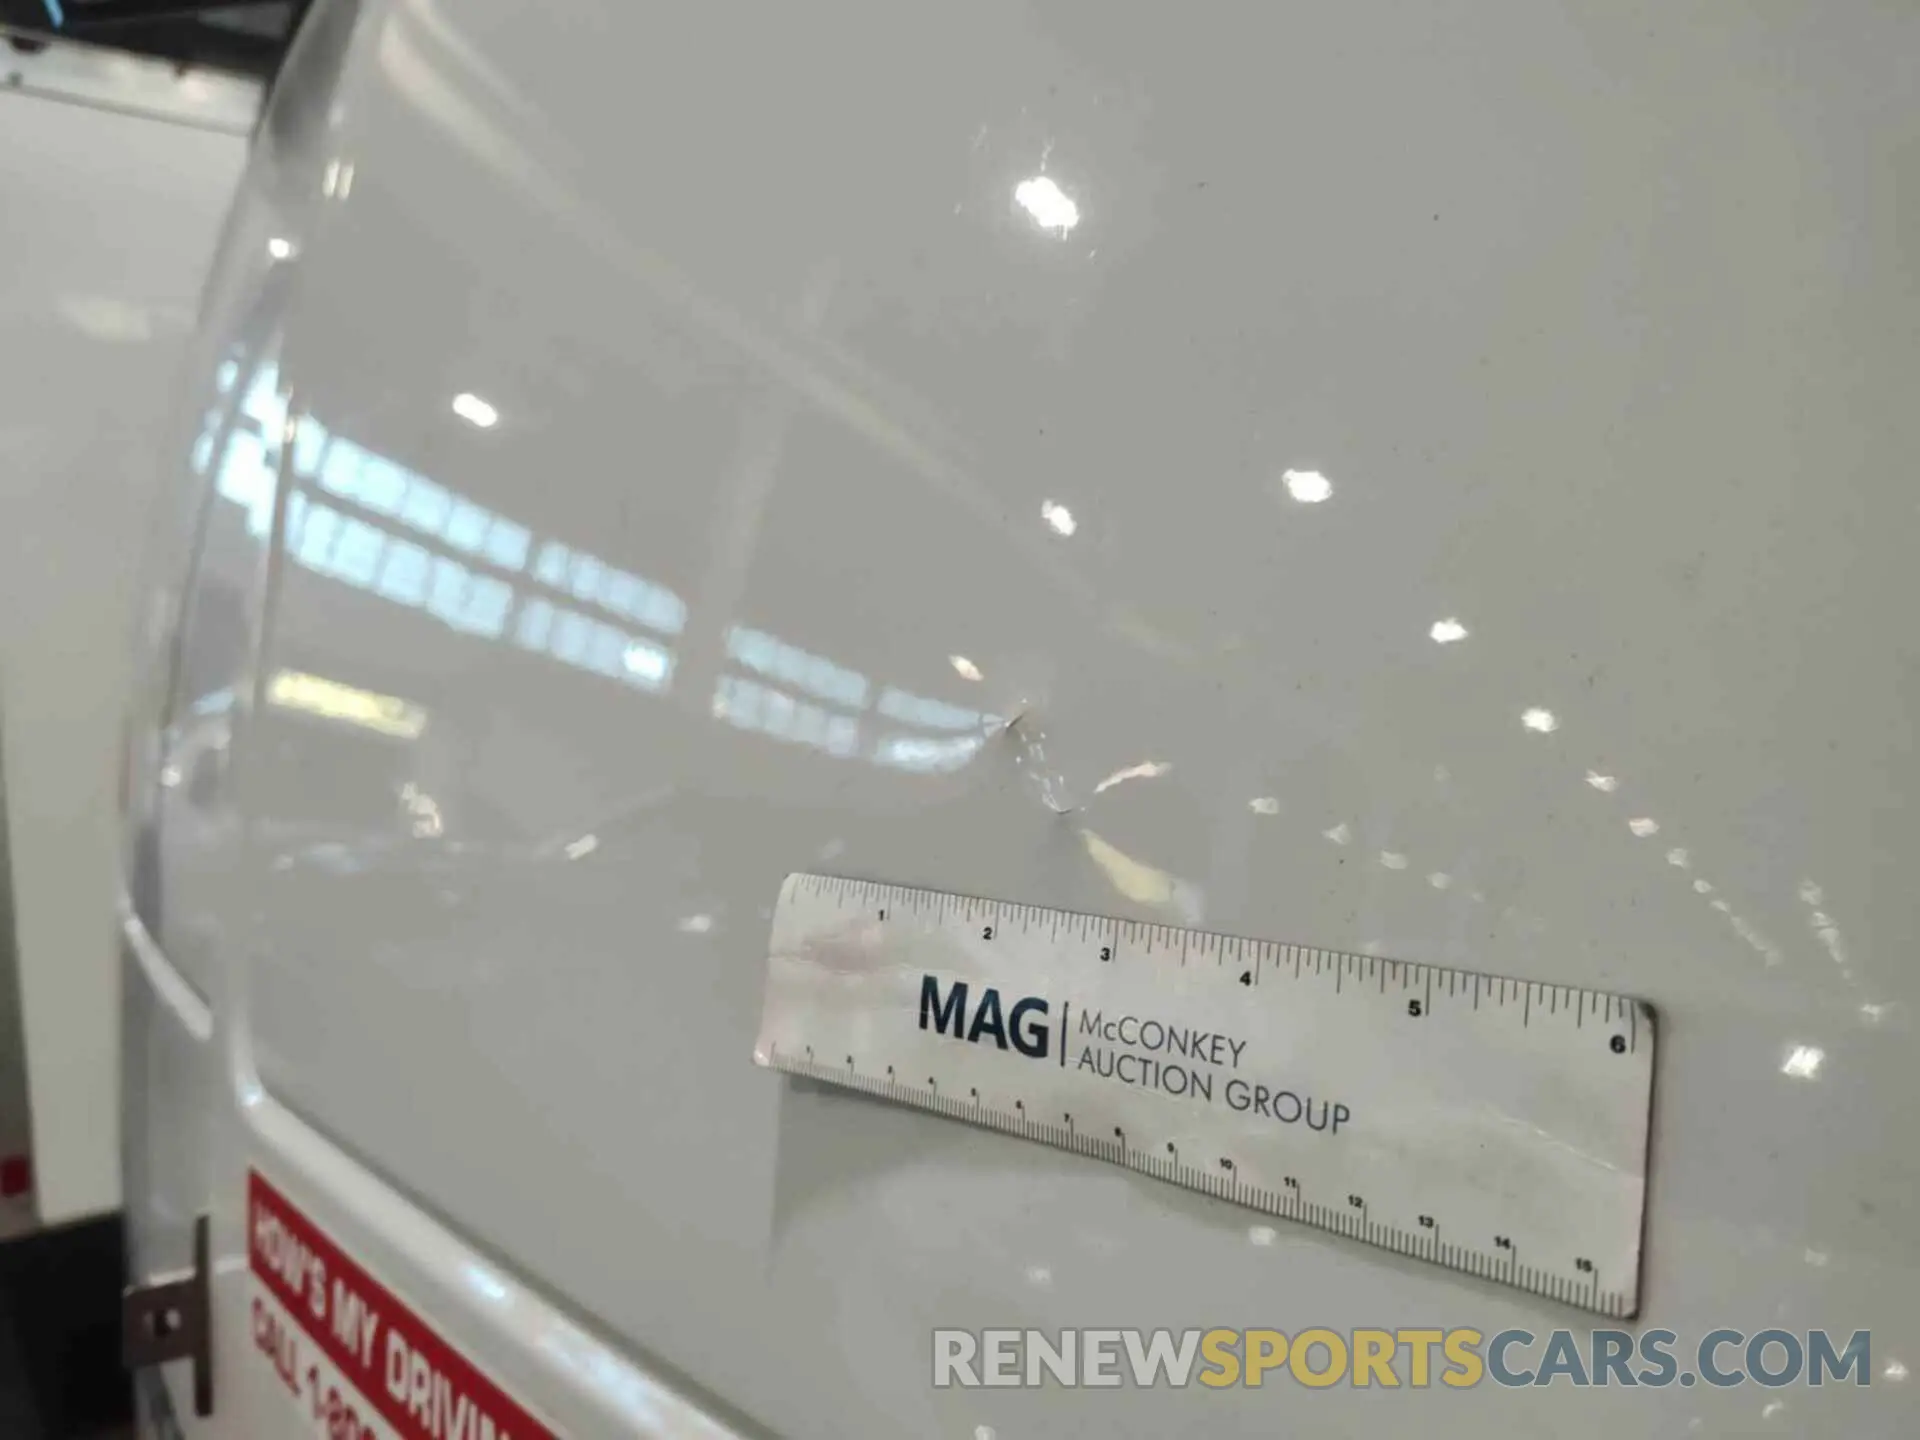 1 2 3 4 5 6
MAG McCONKEY
AUCTION GROUP
1 2 3 4 5 6 7 8 9 10 11 12 13 14 15
HOW'S MY
CALL
RENEWSPORTSCARS.COM